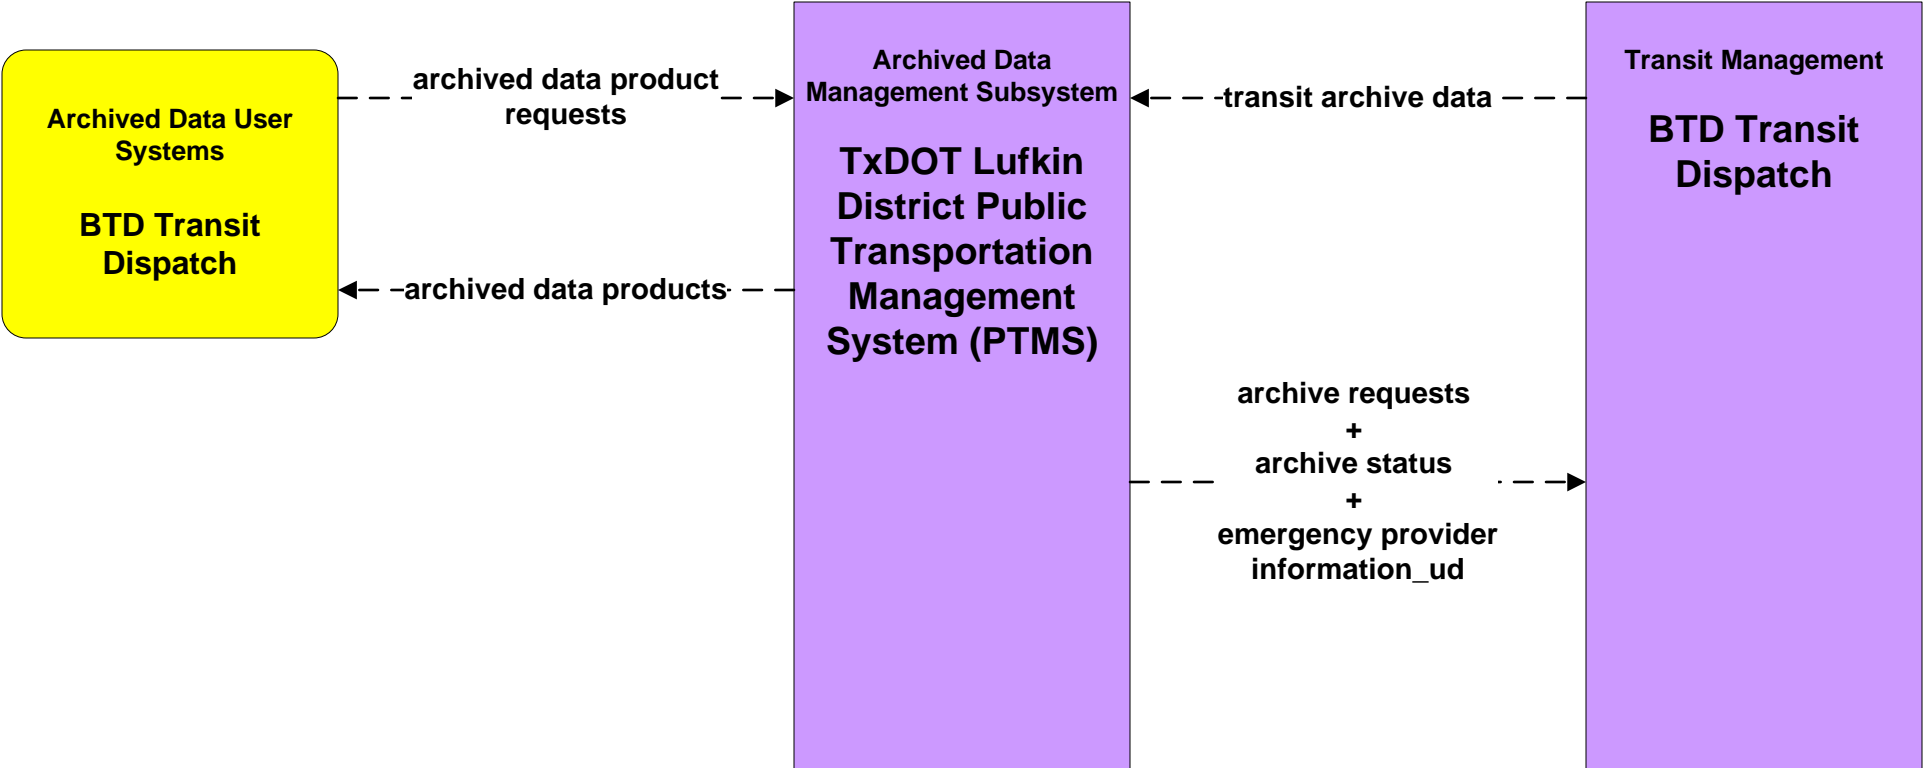 Archived Data User
Systems
BTD Transit
Dispatch
archived data product
requests
archived data products
Archived Data
Management Subsystem
TxDOT Lufkin
District Public
Transportation
Management
System (PTMS)
transit archive data
archive requests
+
archive status
+
emergency provider
information_ud
Transit Management
BTD Transit
Dispatch